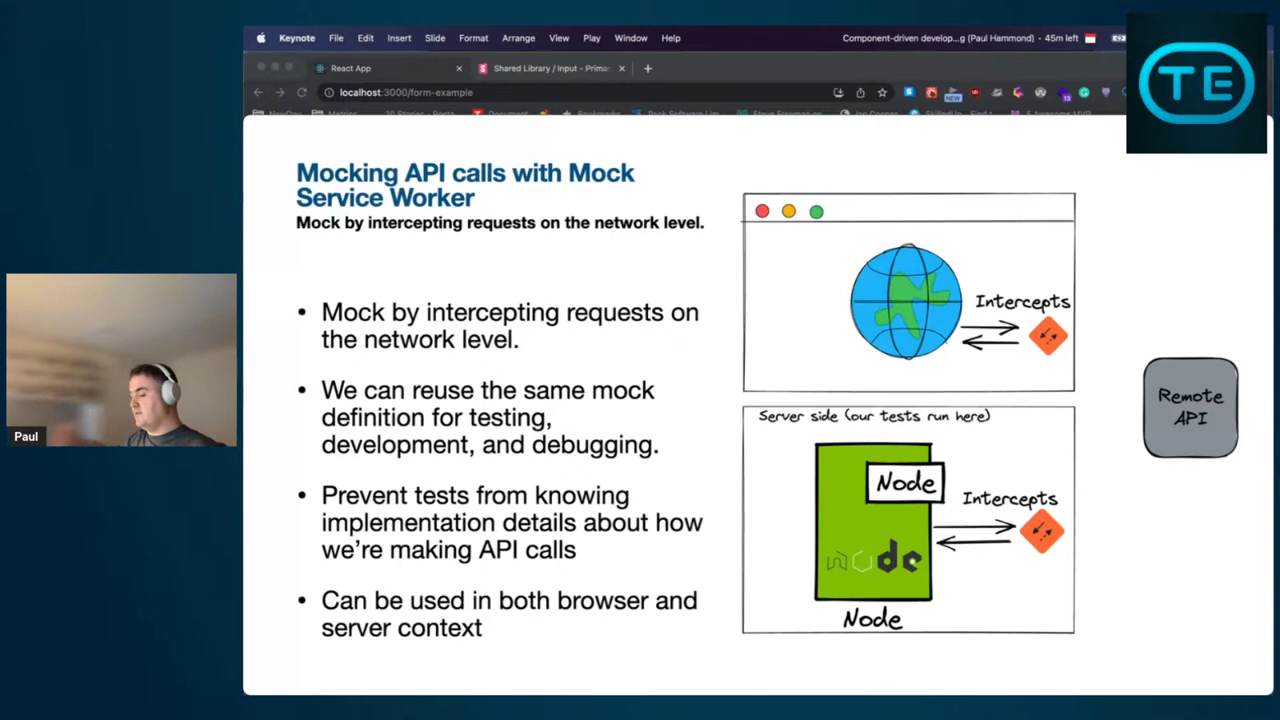 Keynote File Edit Insert Slide Format Arrange View Play Window Help
Component-driven develop...g (Paul Hammond) • 45m left
React App
Shared Library / Input - Prima
localhost:3000/form-example
NEW
TE
Mocking API calls with Mock
Service Worker
Mock by intercepting requests on the network level.
• Mock by intercepting requests on
the network level.
• We can reuse the same mock
definition for testing,
development, and debugging.
• Prevent tests from knowing
implementation details about how
we’re making API calls
• Can be used in both browser and
server context
Intercepts
Server side (our tests run here)
Node
Intercepts
node
Node
Remote
API
Paul